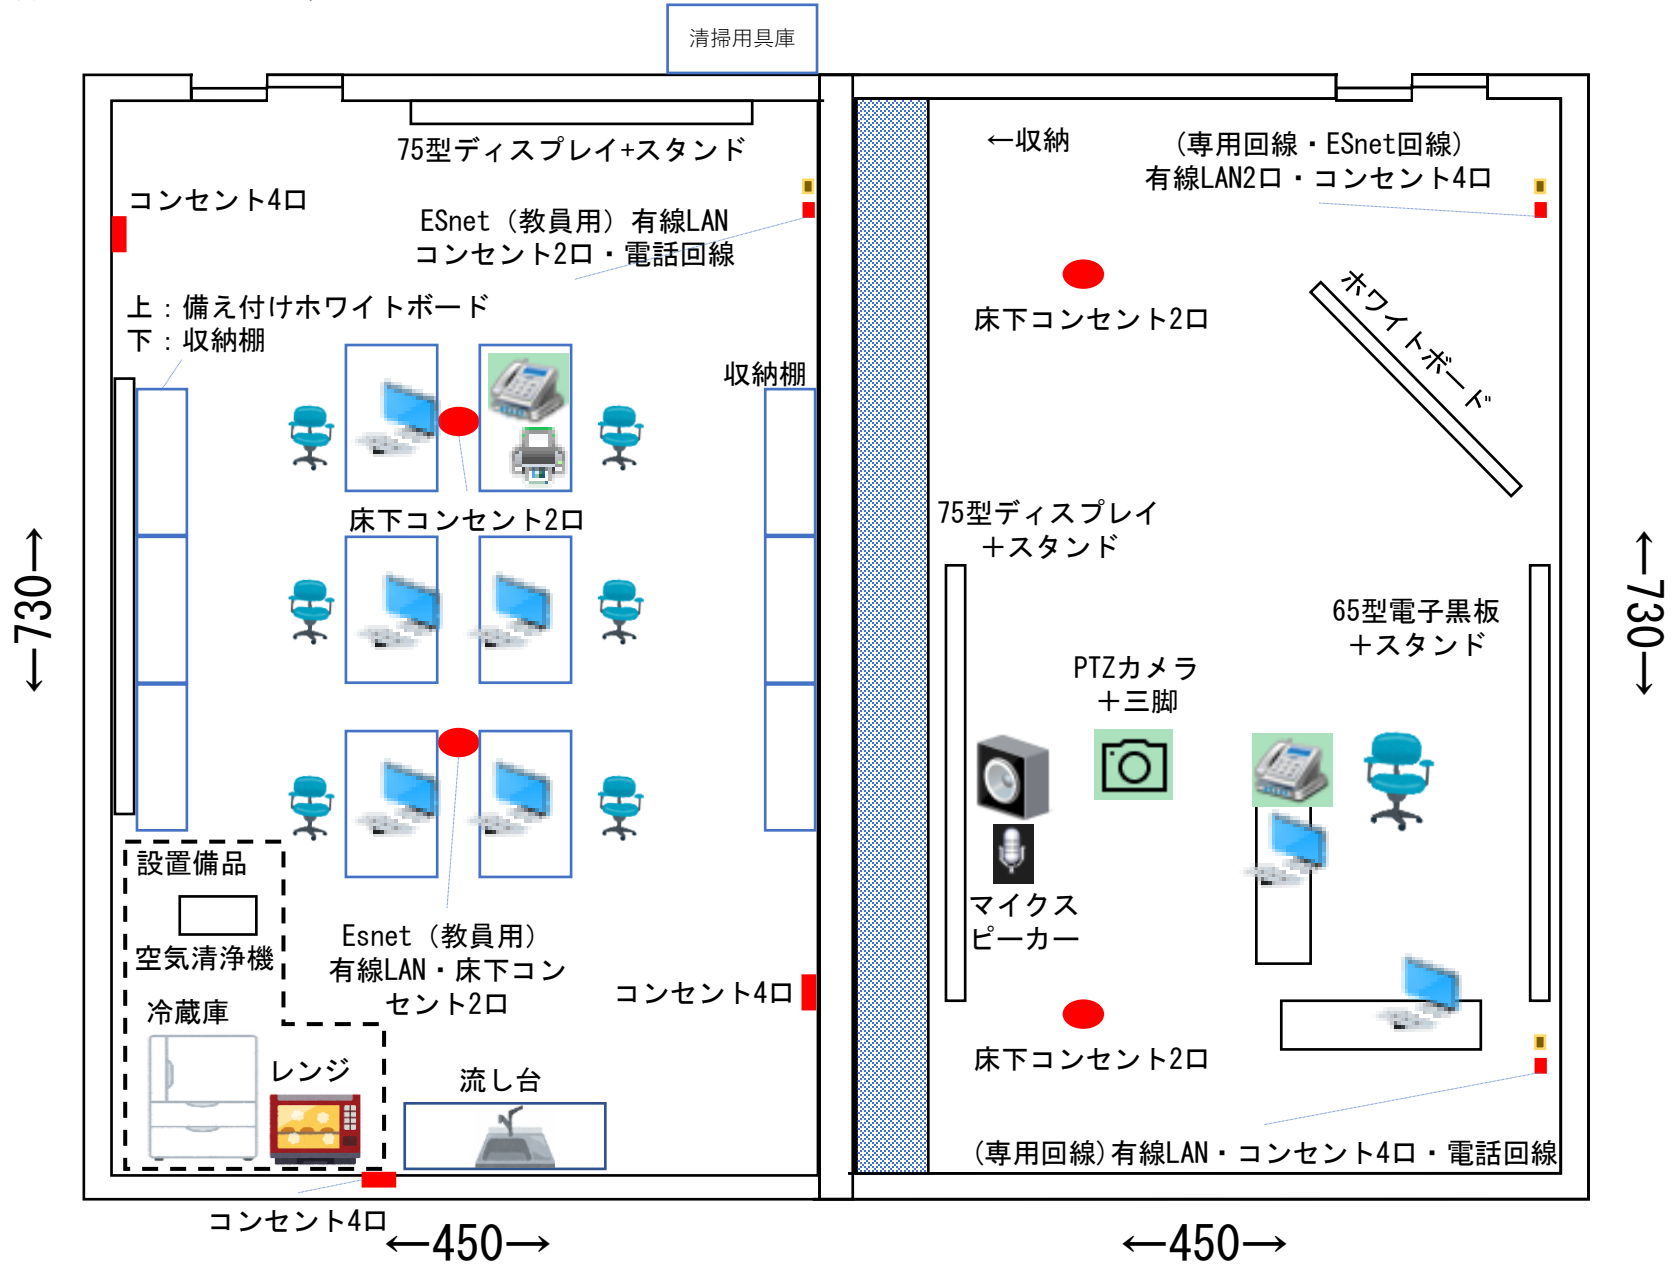 清掃用具庫
75型ディスプレイ+スタンド
コンセント4口
ESnet（教員用）有線LAN
コンセント2口・電話回線
上：備え付けホワイトボード
下：収納棚
収納棚
床下コンセント2口
←730→
設置備品
空気清浄機
冷蔵庫
レンジ
流し台
Esnet（教員用）
有線LAN・床下コン
セント2口
コンセント4口
コンセント4口
←450→
←収納
(専用回線・ESnet回線)
有線LAN2口・コンセント4口
床下コンセント2口
ホワイトボード
75型ディスプレイ
＋スタンド
65型電子黒板
＋スタンド
PTZカメラ
＋三脚
マイクス
ピーカー
床下コンセント2口
(専用回線)有線LAN・コンセント4口・電話回線
←730→
←450→